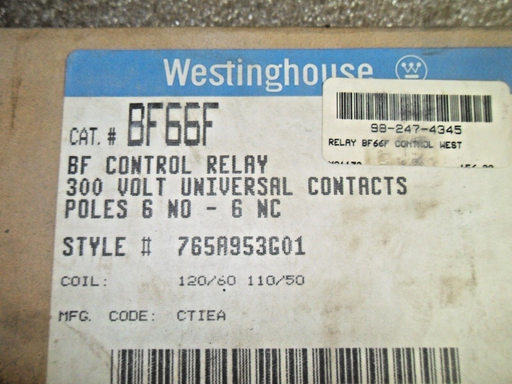 Westinghouse W
98-247-4345
RELAY BF66F CONTROL WEST
CAT. # BF66F
BF CONTROL RELAY
300 VOLT UNIVERSAL CONTACTS
POLES 6 NO - 6 NC
STYLE # 765A953G01
COIL: 120/60 110/50
MFG. CODE: CTIEA